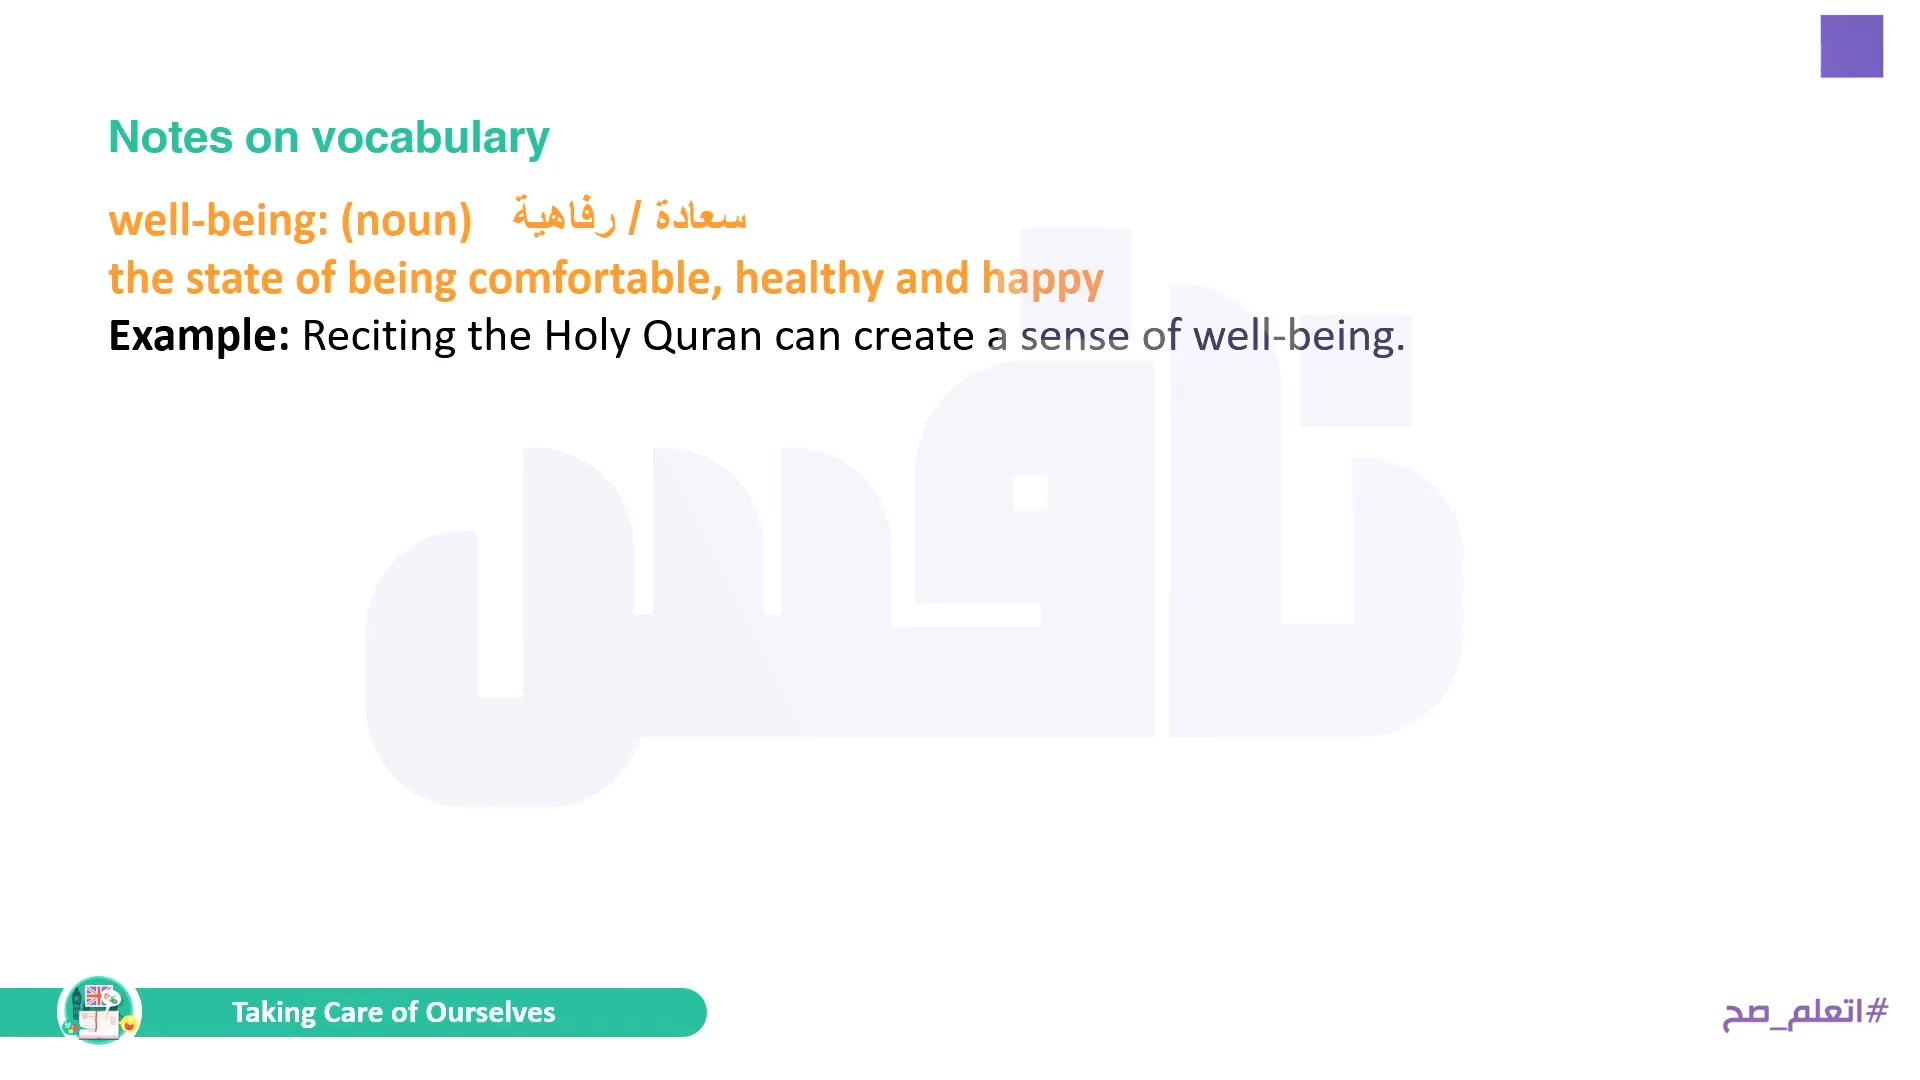 Notes on vocabulary
well-being: (noun) سعادة / رفاهية
the state of being comfortable, healthy and happy
Example: Reciting the Holy Quran can create a sense of well-being.
نافس
Taking Care of Ourselves
#اتعلم_صح